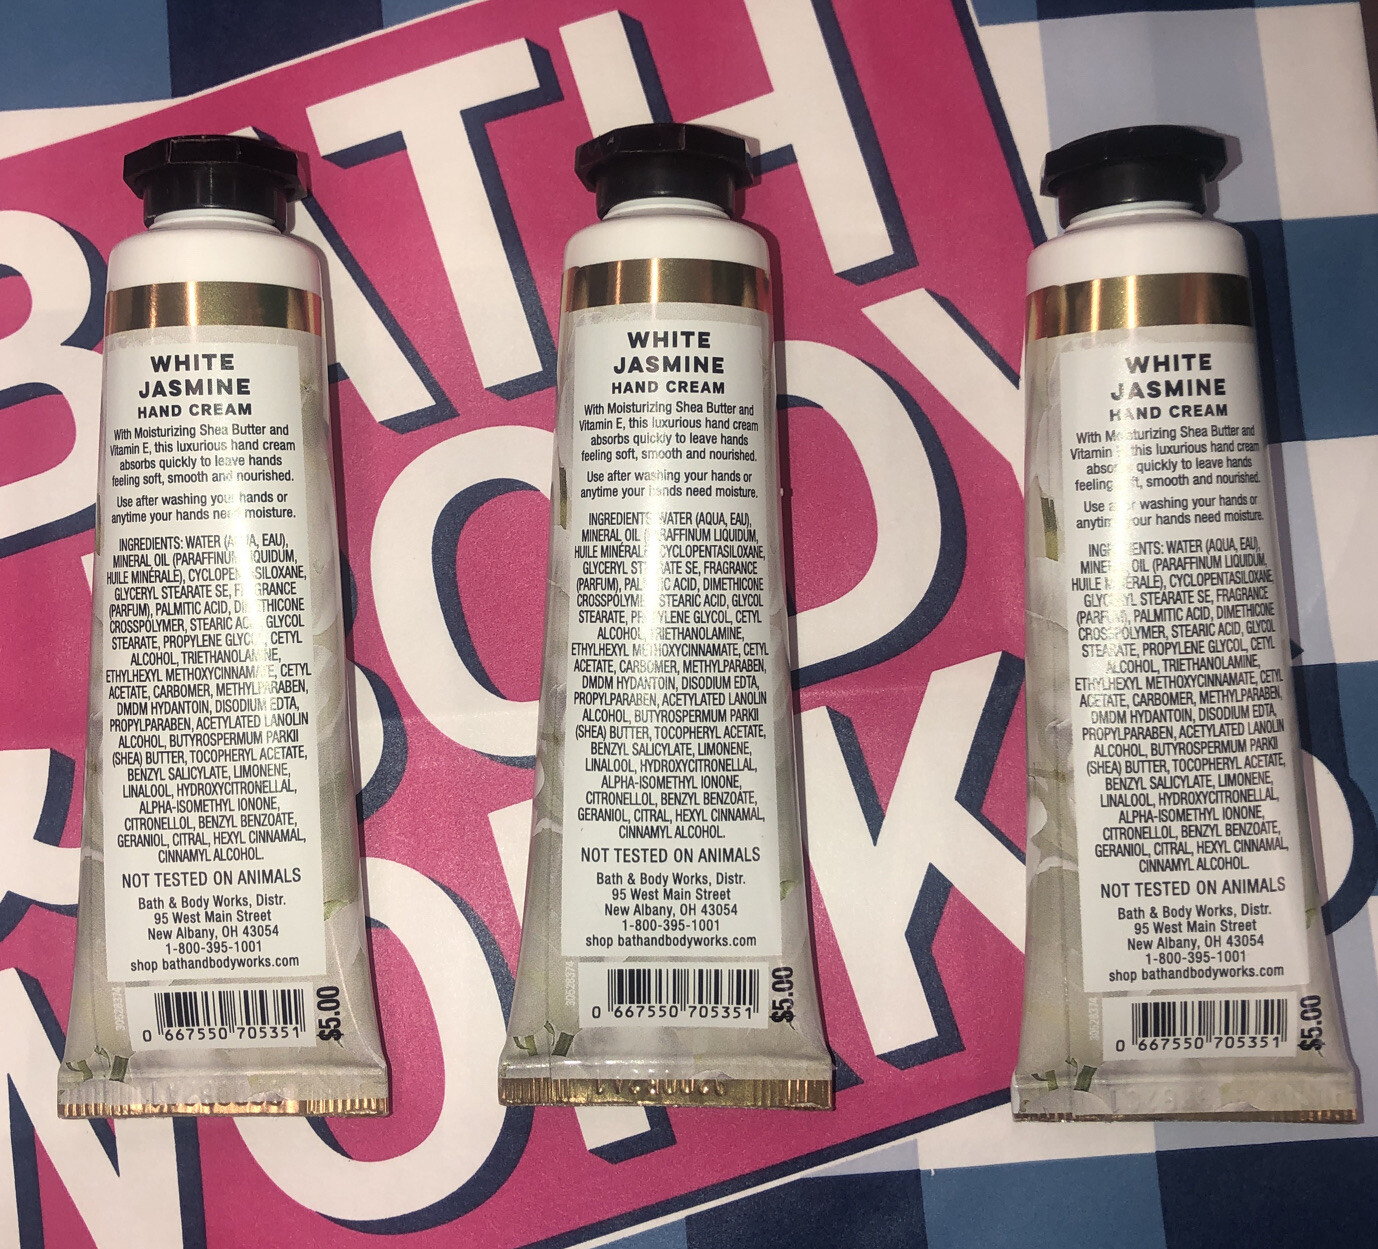 BATH
& BODY
WORKS
WHITE
JASMINE
HAND CREAM
With Moisturizing Shea Butter and
Vitamin E, this luxurious hand cream
absorbs quickly to leave hands
feeling soft, smooth and nourished.
Use after washing your hands or
anytime your hands need moisture.
INGREDIENTS: WATER (AQUA, EAU),
MINERAL OIL (PARAFFINUM LIQUIDUM,
HUILE MINÉRALE), CYCLOPENTASILOXANE,
GLYCERYL STEARATE SE, FRAGRANCE
(PARFUM), PALMITIC ACID, DIMETHICONE
CROSSPOLYMER, STEARIC ACID, GLYCOL
STEARATE, PROPYLENE GLYCOL, CETYL
ALCOHOL, TRIETHANOLAMINE,
ETHYLHEXYL METHOXYCINNAMATE, CETYL
ACETATE, CARBOMER, METHYLPARABEN,
DMDM HYDANTOIN, DISODIUM EDTA,
PROPYLPARABEN, ACETYLATED LANOLIN
ALCOHOL, BUTYROSPERMUM PARKII
(SHEA) BUTTER, TOCOPHERYL ACETATE,
BENZYL SALICYLATE, LIMONENE,
LINALOOL, HYDROXYCITRONELLAL,
ALPHA-ISOMETHYL IONONE,
CITRONELLOL, BENZYL BENZOATE,
GERANIOL, CITRAL, HEXYL CINNAMAL,
CINNAMYL ALCOHOL.
NOT TESTED ON ANIMALS
Bath & Body Works, Distr.
95 West Main Street
New Albany, OH 43054
1-800-395-1001
shop bathandbodyworks.com
30528374
0 667550 705351
$5.00
WHITE
JASMINE
HAND CREAM
With Moisturizing Shea Butter and
Vitamin E, this luxurious hand cream
absorbs quickly to leave hands
feeling soft, smooth and nourished.
Use after washing your hands or
anytime your hands need moisture.
INGREDIENTS: WATER (AQUA, EAU),
MINERAL OIL (PARAFFINUM LIQUIDUM,
HUILE MINÉRALE), CYCLOPENTASILOXANE,
GLYCERYL STEARATE SE, FRAGRANCE
(PARFUM), PALMITIC ACID, DIMETHICONE
CROSSPOLYMER, STEARIC ACID, GLYCOL
STEARATE, PROPYLENE GLYCOL, CETYL
ALCOHOL, TRIETHANOLAMINE,
ETHYLHEXYL METHOXYCINNAMATE, CETYL
ACETATE, CARBOMER, METHYLPARABEN,
DMDM HYDANTOIN, DISODIUM EDTA,
PROPYLPARABEN, ACETYLATED LANOLIN
ALCOHOL, BUTYROSPERMUM PARKII
(SHEA) BUTTER, TOCOPHERYL ACETATE,
BENZYL SALICYLATE, LIMONENE,
LINALOOL, HYDROXYCITRONELLAL,
ALPHA-ISOMETHYL IONONE,
CITRONELLOL, BENZYL BENZOATE,
GERANIOL, CITRAL, HEXYL CINNAMAL,
CINNAMYL ALCOHOL.
NOT TESTED ON ANIMALS
Bath & Body Works, Distr.
95 West Main Street
New Albany, OH 43054
1-800-395-1001
shop bathandbodyworks.com
30528374
0 667550 705351
$5.00
WHITE
JASMINE
HAND CREAM
With Moisturizing Shea Butter and
Vitamin E, this luxurious hand cream
absorbs quickly to leave hands
feeling soft, smooth and nourished.
Use after washing your hands or
anytime your hands need moisture.
INGREDIENTS: WATER (AQUA, EAU),
MINERAL OIL (PARAFFINUM LIQUIDUM,
HUILE MINÉRALE), CYCLOPENTASILOXANE,
GLYCERYL STEARATE SE, FRAGRANCE
(PARFUM), PALMITIC ACID, DIMETHICONE
CROSSPOLYMER, STEARIC ACID, GLYCOL
STEARATE, PROPYLENE GLYCOL, CETYL
ALCOHOL, TRIETHANOLAMINE,
ETHYLHEXYL METHOXYCINNAMATE, CETYL
ACETATE, CARBOMER, METHYLPARABEN,
DMDM HYDANTOIN, DISODIUM EDTA,
PROPYLPARABEN, ACETYLATED LANOLIN
ALCOHOL, BUTYROSPERMUM PARKII
(SHEA) BUTTER, TOCOPHERYL ACETATE,
BENZYL SALICYLATE, LIMONENE,
LINALOOL, HYDROXYCITRONELLAL,
ALPHA-ISOMETHYL IONONE,
CITRONELLOL, BENZYL BENZOATE,
GERANIOL, CITRAL, HEXYL CINNAMAL,
CINNAMYL ALCOHOL.
NOT TESTED ON ANIMALS
Bath & Body Works, Distr.
95 West Main Street
New Albany, OH 43054
1-800-395-1001
shop bathandbodyworks.com
30528374
0 667550 705351
$5.00